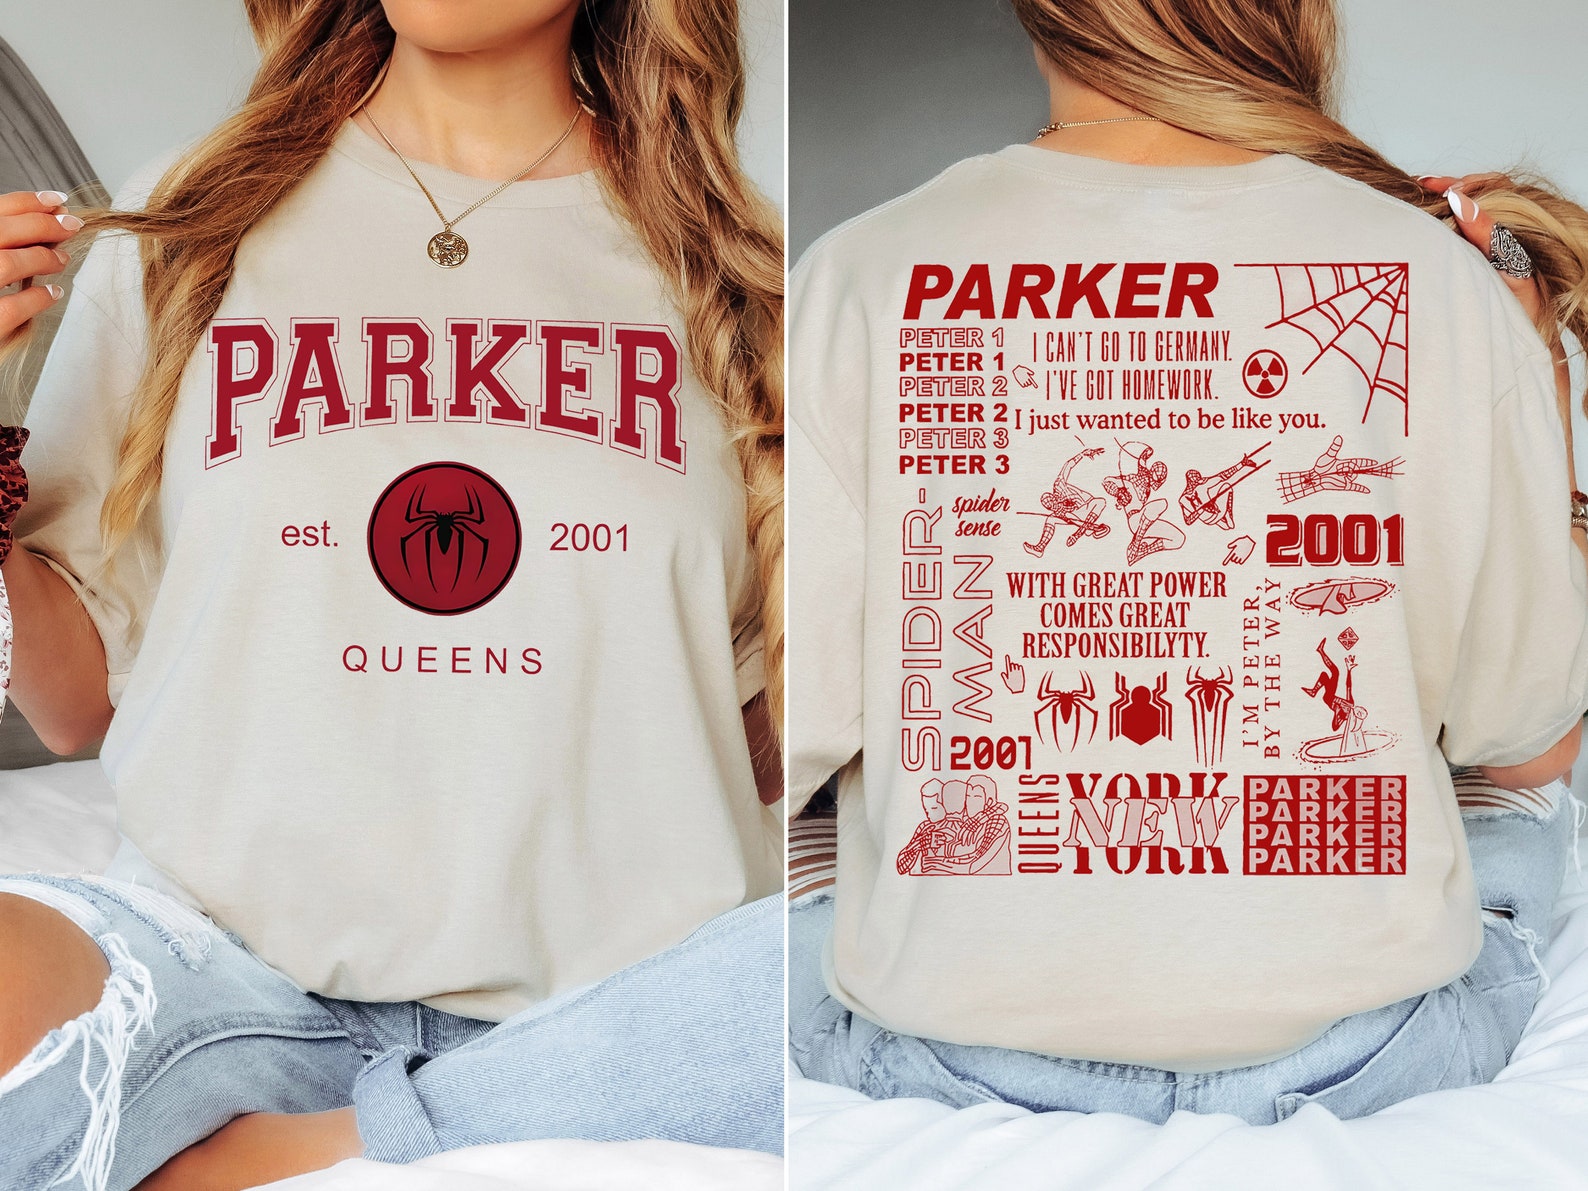 PARKER
est. 2001
QUEENS
PARKER
PETER 1
PETER 1
PETER 2
PETER 2
PETER 3
PETER 3
I CAN'T GO TO GERMANY.
I'VE GOT HOMEWORK.
I just wanted to be like you.
SPIDER-
MAN
spider
sense
2001
WITH GREAT POWER
COMES GREAT
RESPONSIBILYTY.
I'M PETER,
BY THE WAY
2001
QUEENS
NEW
YORK
PARKER
PARKER
PARKER
PARKER